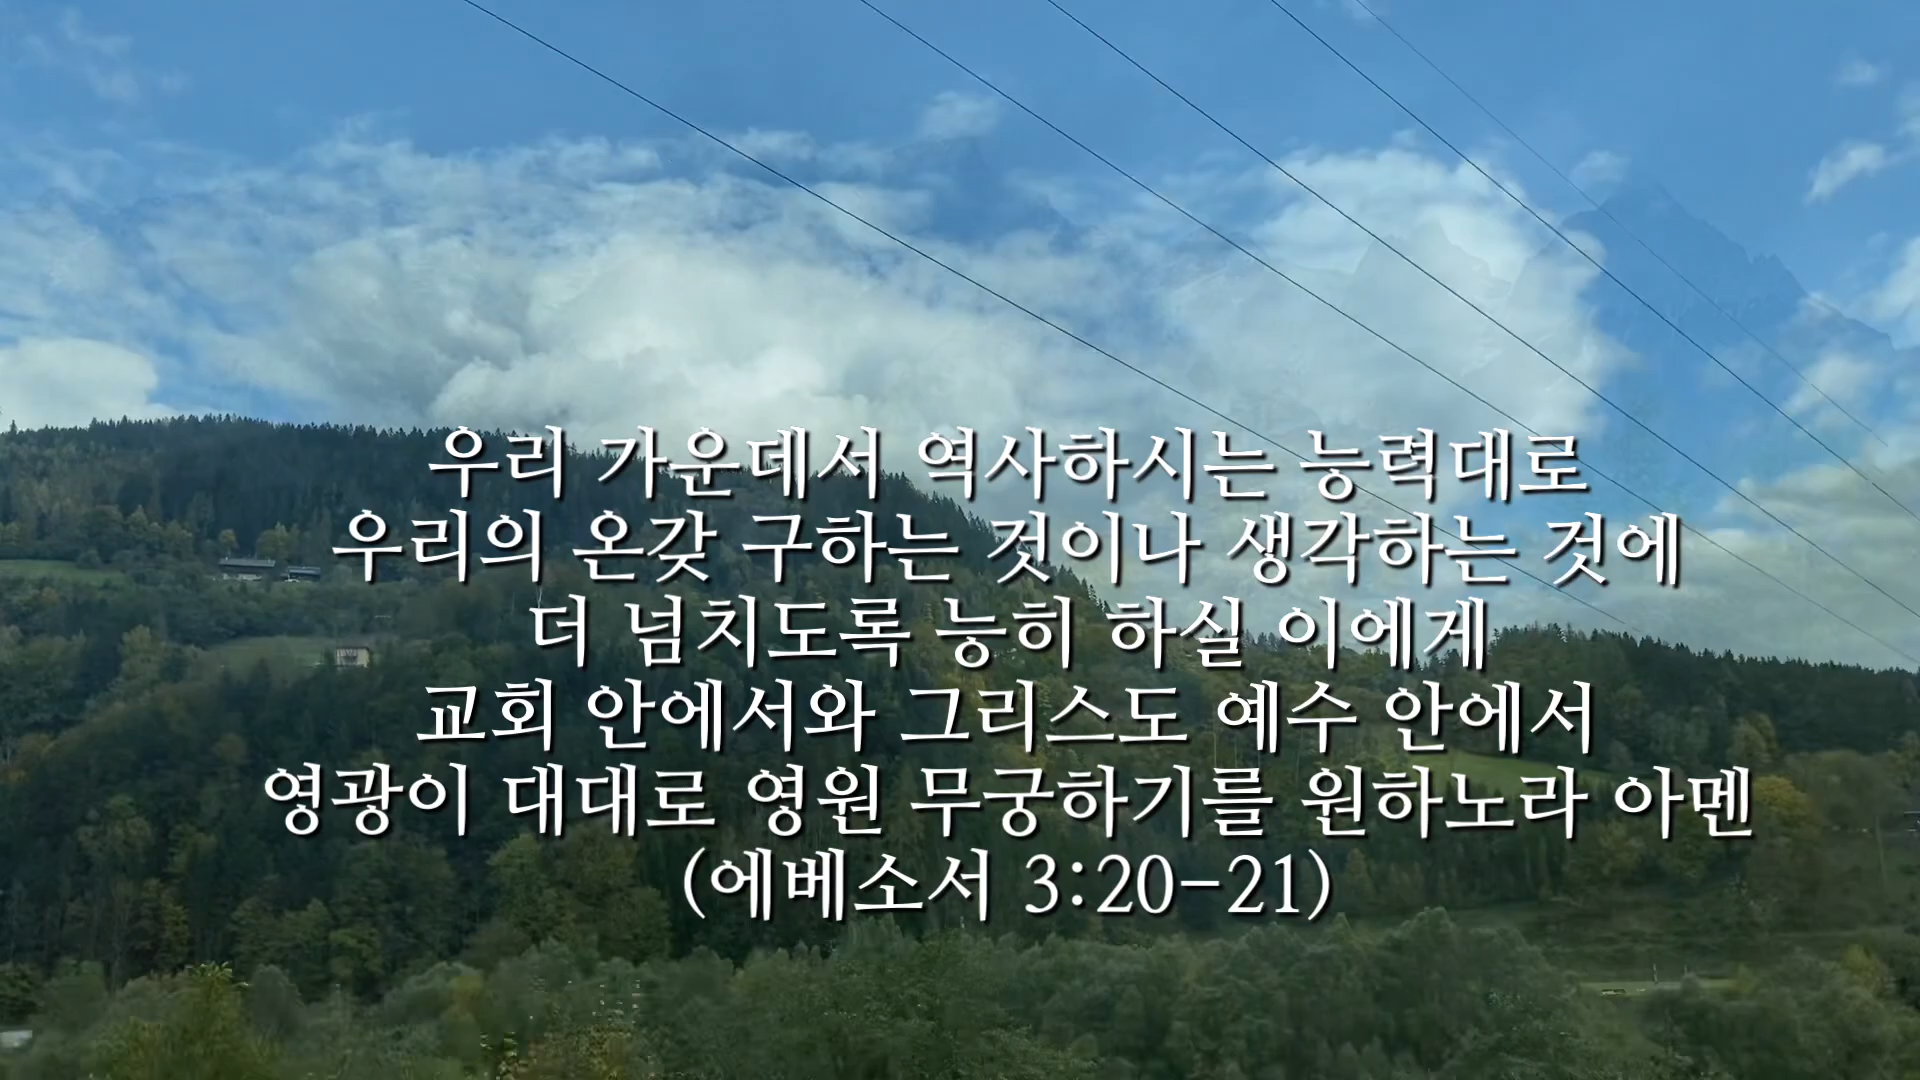 우리 가운데서 역사하시는 능력대로
우리의 온갖 구하는 것이나 생각하는 것에
더 넘치도록 능히 하실 이에게
교회 안에서와 그리스도 예수 안에서
영광이 대대로 영원 무궁하기를 원하노라 아멘
(에베소서 3:20-21)